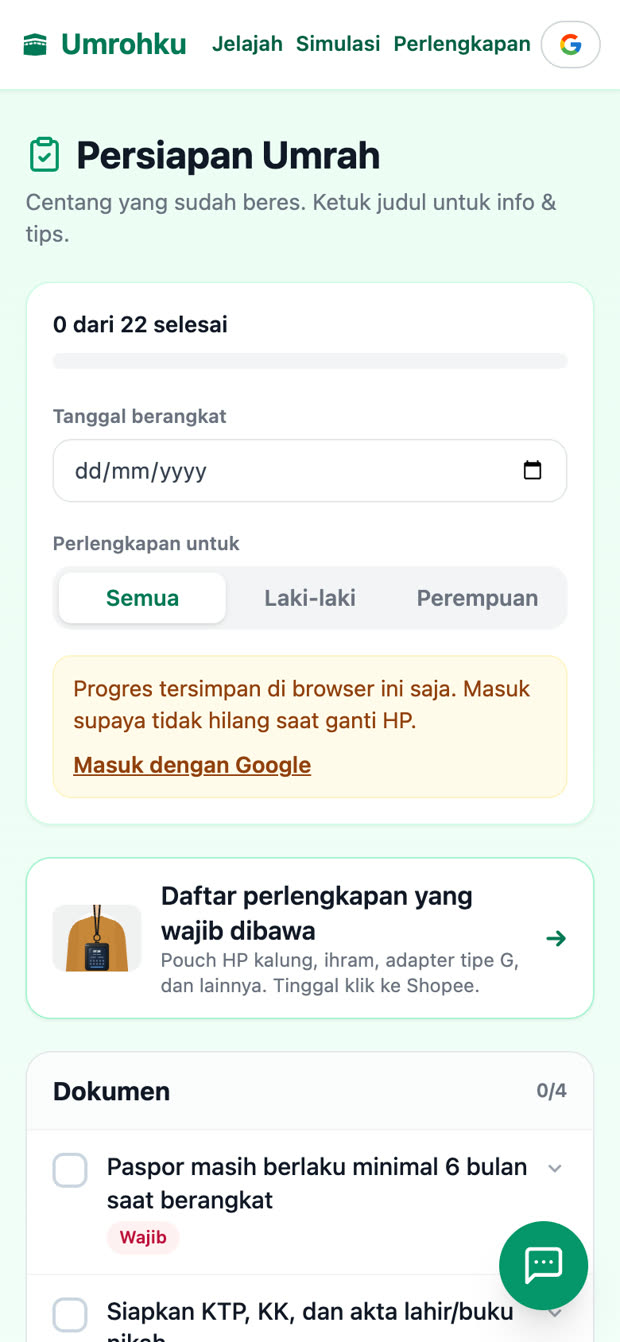 Umrohku Jelajah Simulasi Perlengkapan
Persiapan Umrah
Centang yang sudah beres. Ketuk judul untuk info &
tips.
0 dari 22 selesai
Tanggal berangkat
dd/mm/yyyy
Perlengkapan untuk
Semua Laki-laki Perempuan
Progres tersimpan di browser ini saja. Masuk
supaya tidak hilang saat ganti HP.
Masuk dengan Google
Daftar perlengkapan yang
wajib dibawa
Pouch HP kalung, ihram, adapter tipe G,
dan lainnya. Tinggal klik ke Shopee.
Dokumen 0/4
Paspor masih berlaku minimal 6 bulan
saat berangkat
Wajib
Siapkan KTP, KK, dan akta lahir/buku
nikah